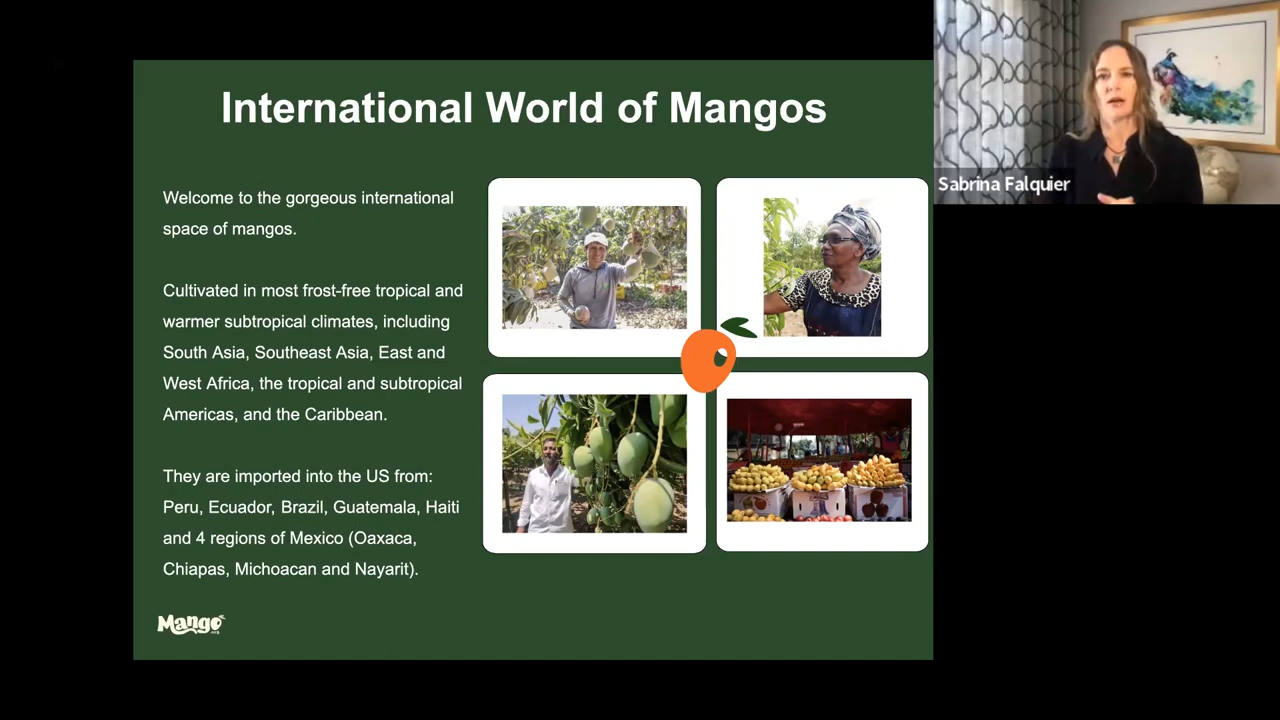 International World of Mangos
Welcome to the gorgeous international
space of mangos.
Cultivated in most frost-free tropical and
warmer subtropical climates, including
South Asia, Southeast Asia, East and
West Africa, the tropical and subtropical
Americas, and the Caribbean.
They are imported into the US from:
Peru, Ecuador, Brazil, Guatemala, Haiti
and 4 regions of Mexico (Oaxaca,
Chiapas, Michoacan and Nayarit).
Mango
.org
Sabrina Falquier